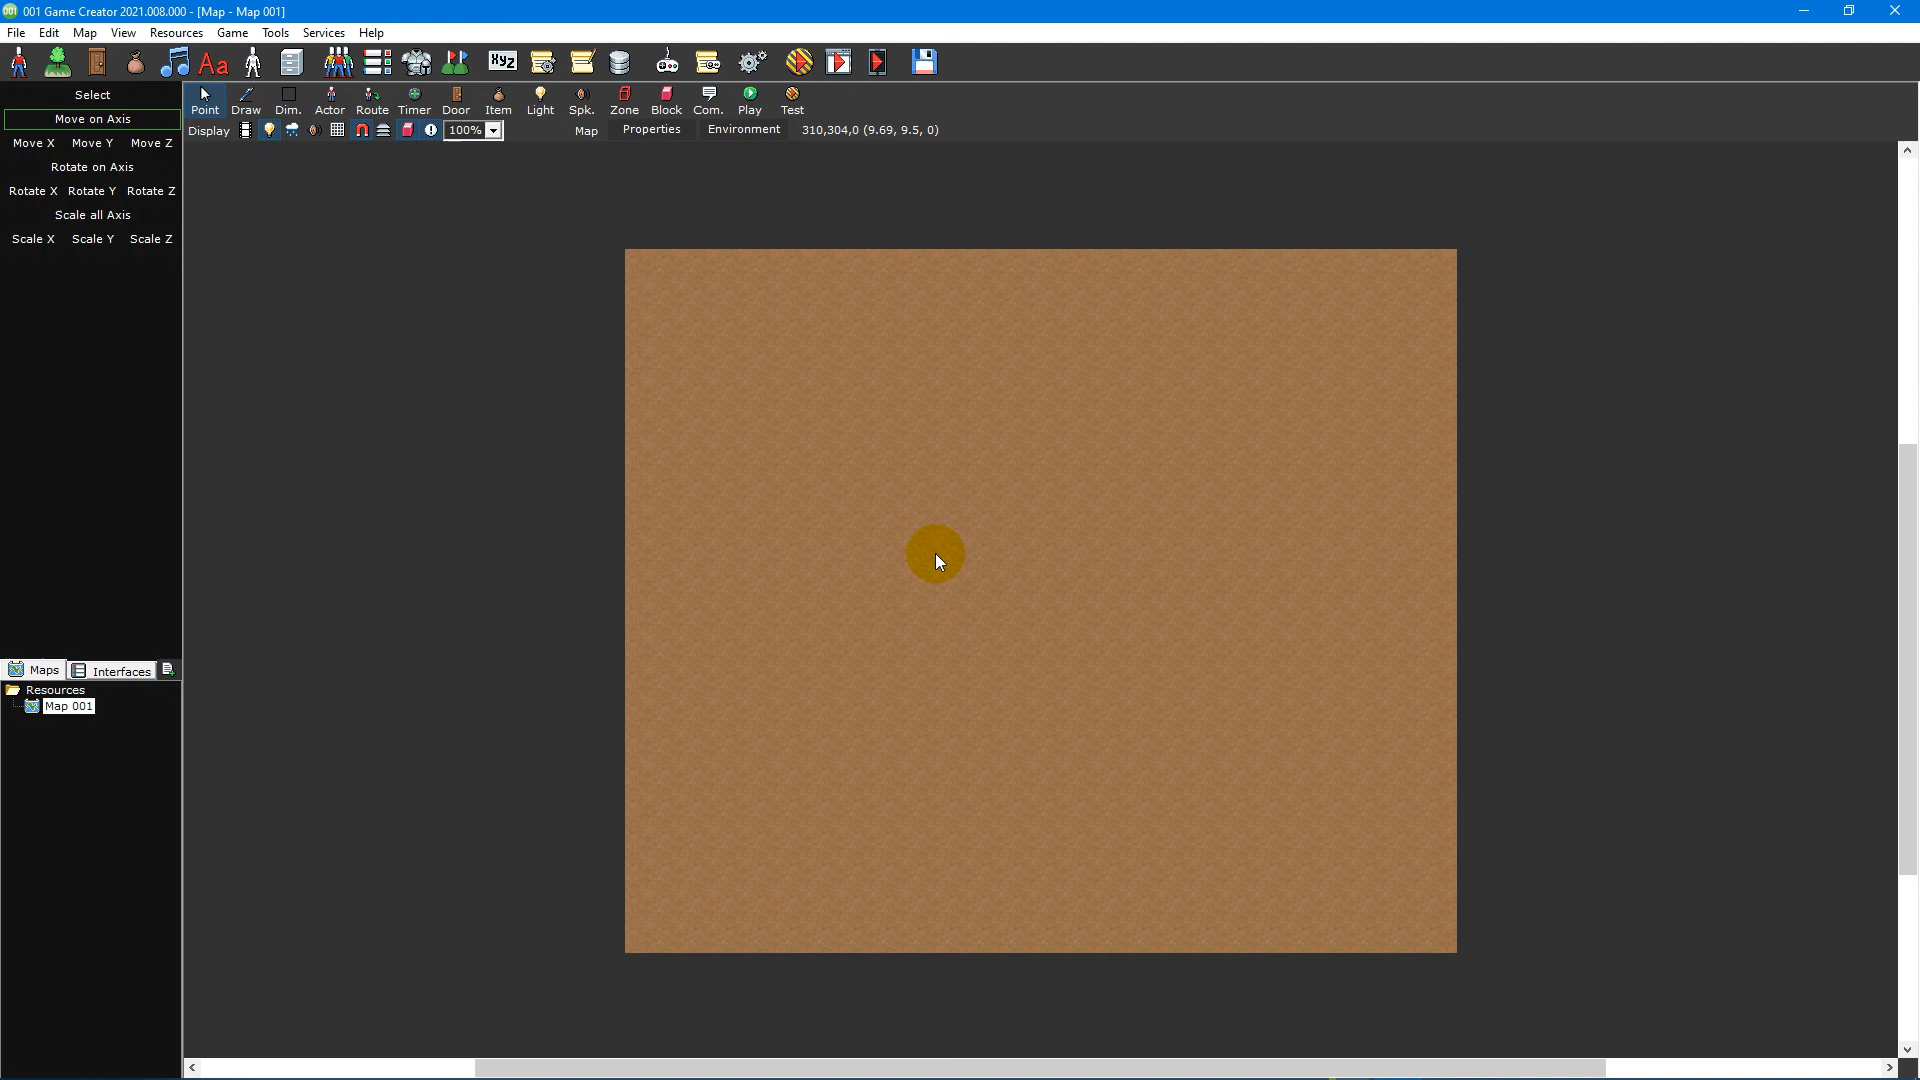 001 001 Game Creator 2021.008.000 - [Map - Map 001]
File Edit Map View Resources Game Tools Services Help
Aa Xyz
Select
Move on Axis
Move X Move Y Move Z
Rotate on Axis
Rotate X Rotate Y Rotate Z
Scale all Axis
Scale X Scale Y Scale Z
Point Draw Dim. Actor Route Timer Door Item Light Spk. Zone Block Com. Play Test
Display 100% Map Properties Environment 310,304,0 (9.69, 9.5, 0)
Maps Interfaces
Resources
Map 001